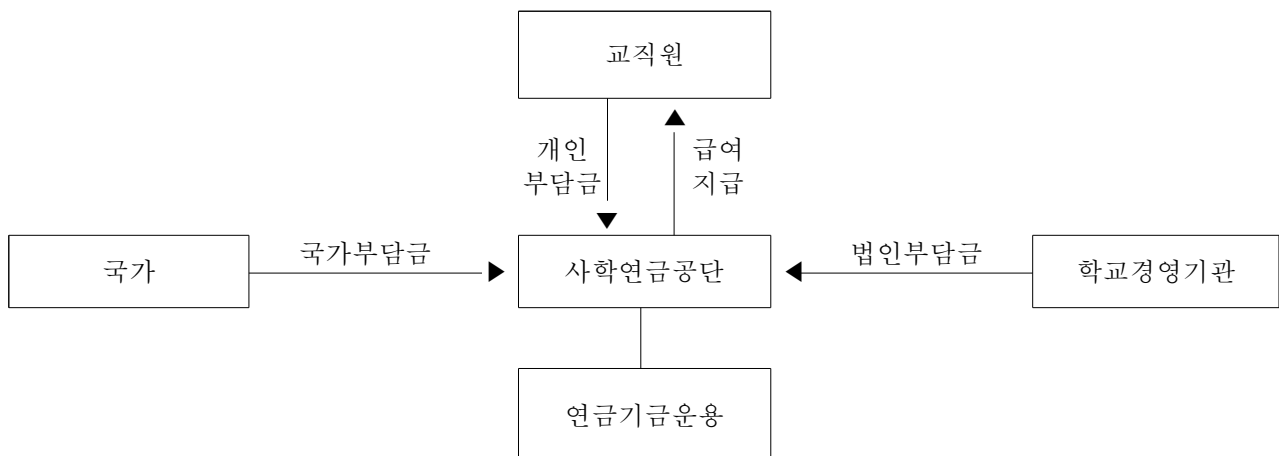 교직원
개인
부담금
급여
지급
국가
국가부담금
사학연금공단
법인부담금
학교경영기관
연금기금운용